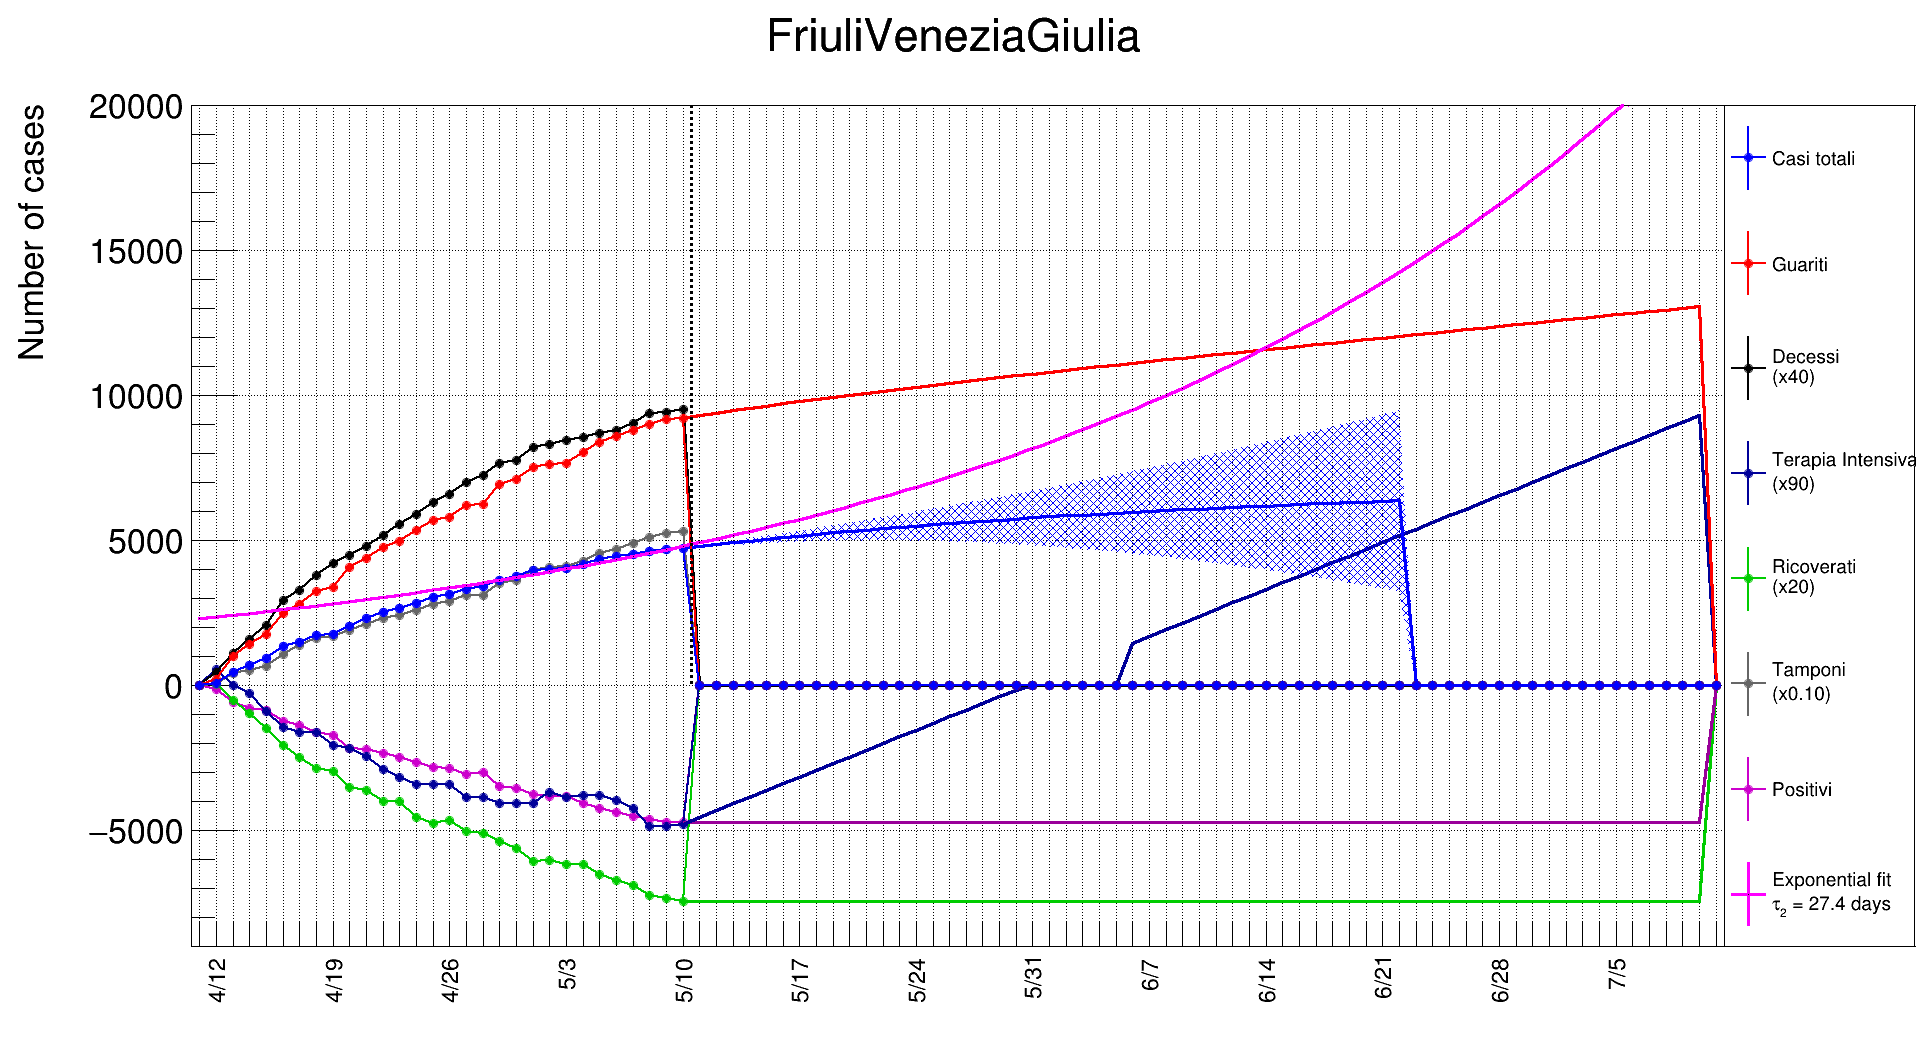 FriuliVeneziaGiulia
Number of cases
20000
15000
10000
5000
0
−5000
4/12
4/19
4/26
5/3
5/10
5/17
5/24
5/31
6/7
6/14
6/21
6/28
7/5
Casi totali
Guariti
Decessi
(x40)
Terapia Intensiva
(x90)
Ricoverati
(x20)
Tamponi
(x0.10)
Positivi
Exponential fit
τ2 = 27.4 days